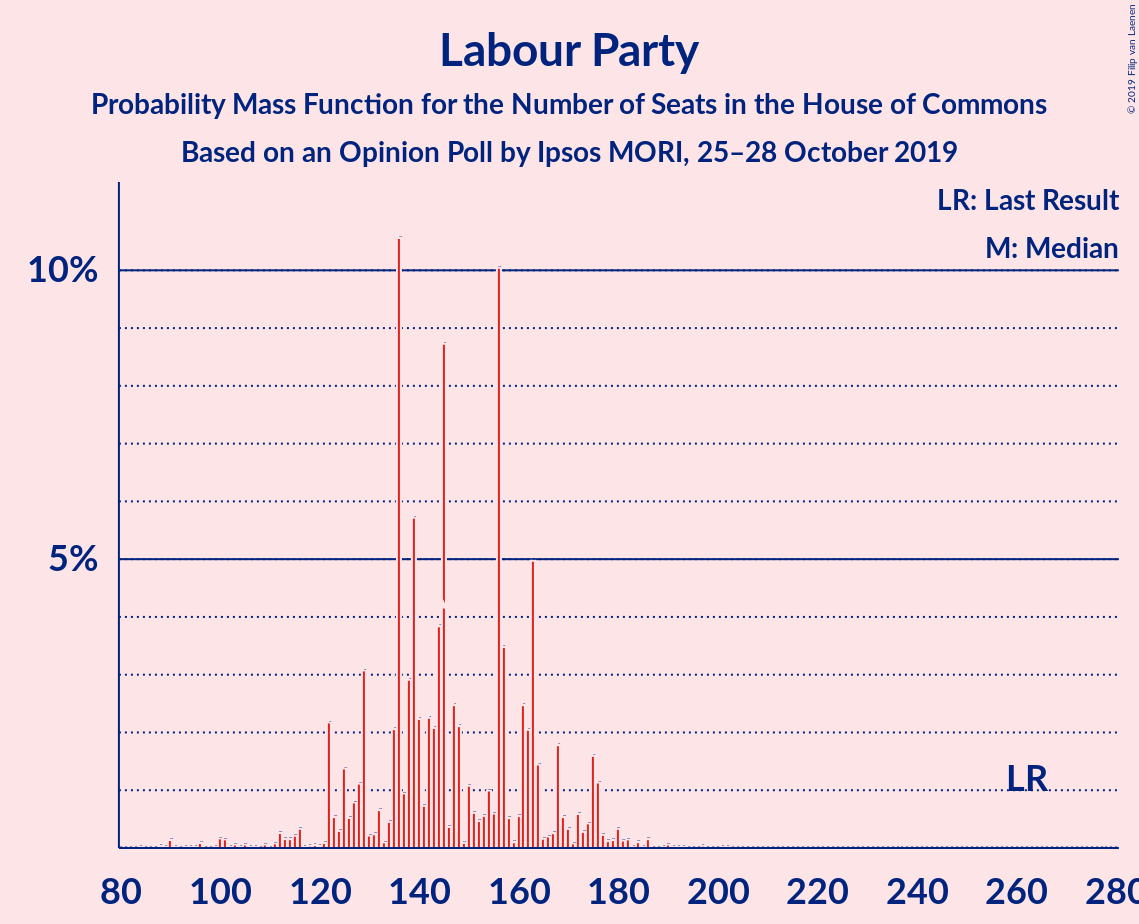 Labour Party
Probability Mass Function for the Number of Seats in the House of Commons
Based on an Opinion Poll by Ipsos MORI, 25–28 October 2019
© 2019 Filip van Laenen
LR: Last Result
M: Median
10%
5%
LR
80 100 120 140 160 180 200 220 240 260 280